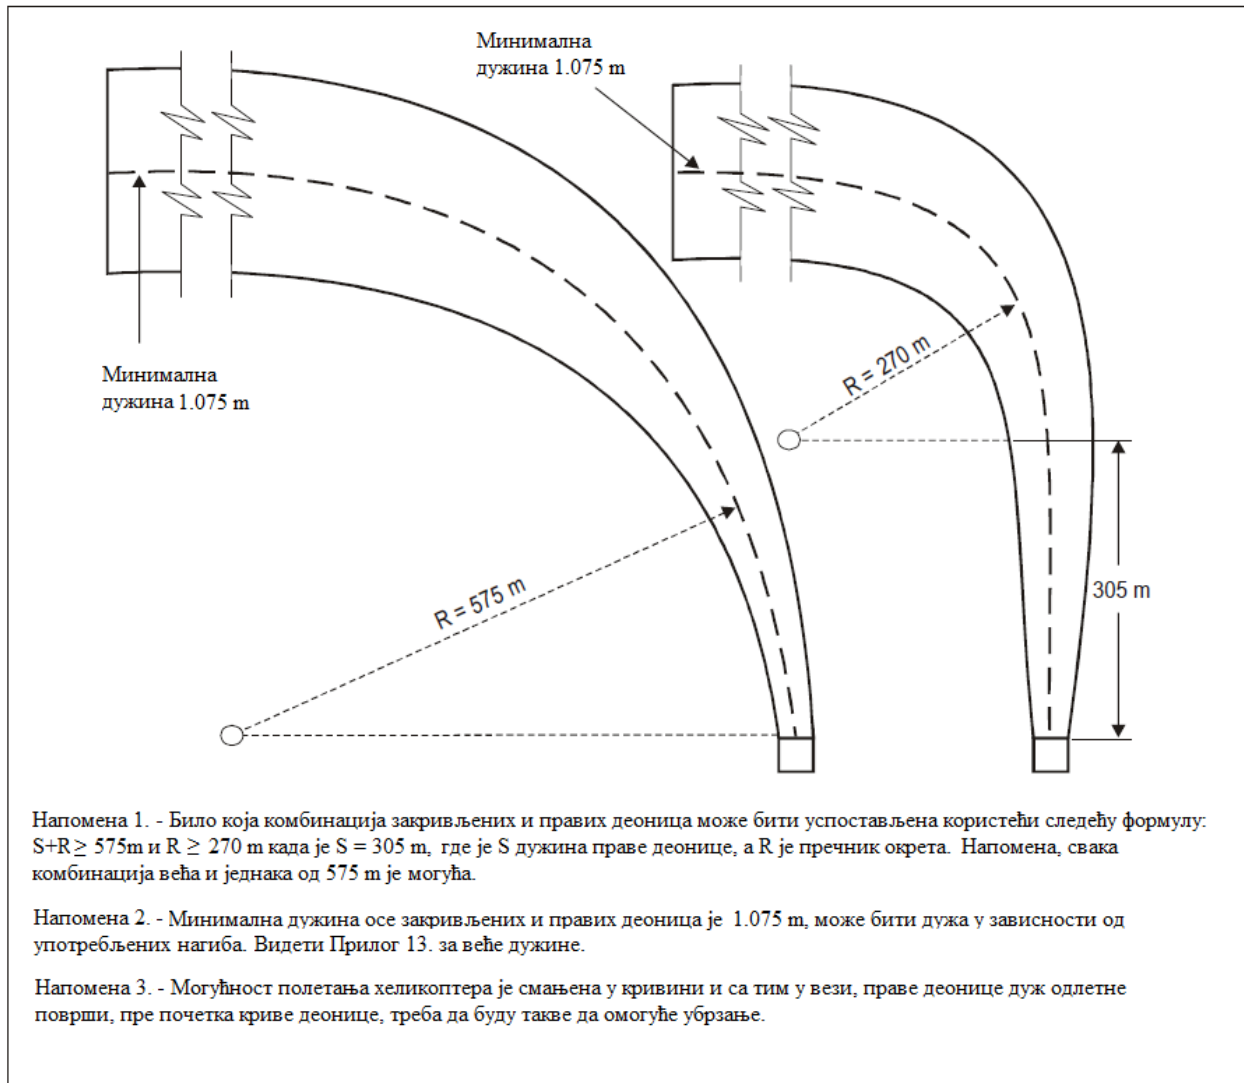 Минимална
дужина 1.075 m
Минимална
дужина 1.075 m
R = 270 m
R = 575 m
305 m
Напомена 1. - Било која комбинација закривљених и правих деоница може бити успостављена користећи следећу формулу:
S+R ≥ 575m и R ≥ 270 m када је S = 305 m, где је S дужина праве деонице, а R је пречник окрета. Напомена, свака
комбинација већа и једнака од 575 m је могућа.
Напомена 2. - Минимална дужина осе закривљених и правих деоница је 1.075 m, може бити дужа у зависности од
употребљених нагиба. Видети Прилог 13. за веће дужине.
Напомена 3. - Могућност полетања хеликоптера је смањена у кривини и са тим у вези, праве деонице дуж одлетне
површи, пре почетка криве деонице, треба да буду такве да омогуће убрзање.